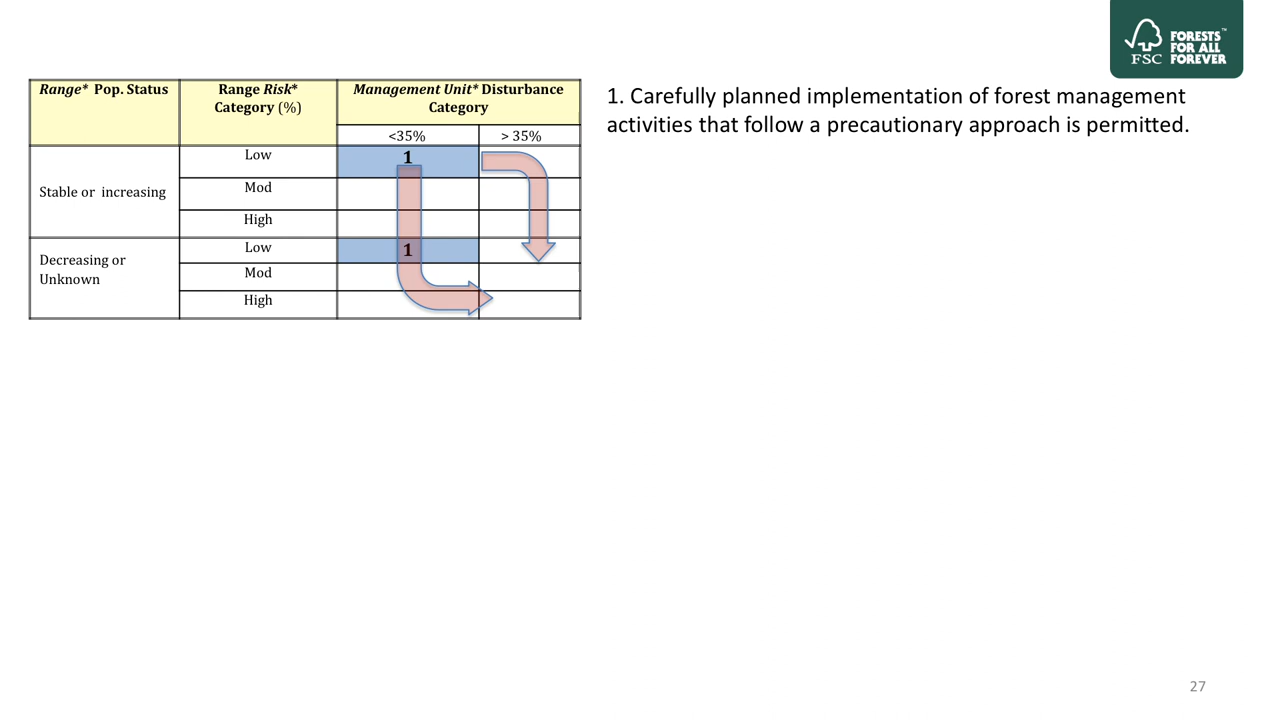 FORESTS™
FOR ALL
FOREVER
FSC
Range* Pop. Status
Range Risk*
Category (%)
Management Unit* Disturbance
Category
<35%
> 35%
Stable or increasing
Low
1
Mod
High
Decreasing or
Unknown
Low
1
Mod
High
1. Carefully planned implementation of forest management
activities that follow a precautionary approach is permitted.
27